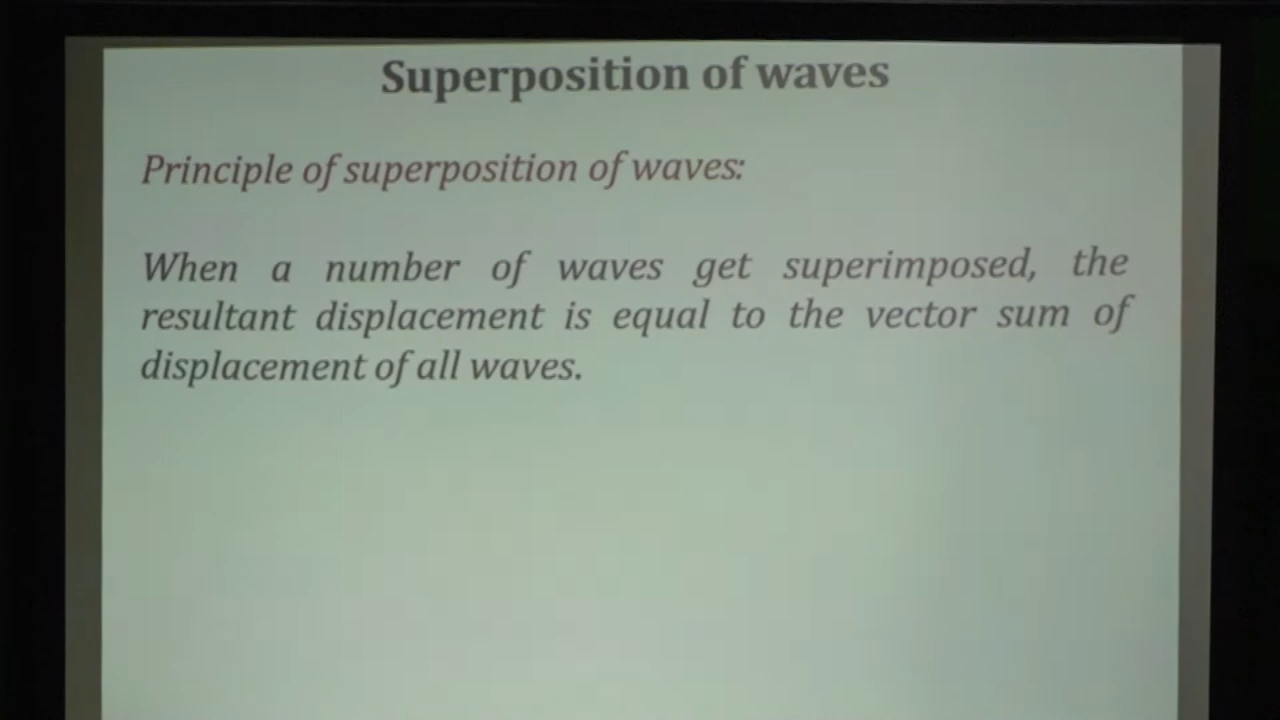 Superposition of waves
Principle of superposition of waves:
When a number of waves get superimposed, the
resultant displacement is equal to the vector sum of
displacement of all waves.